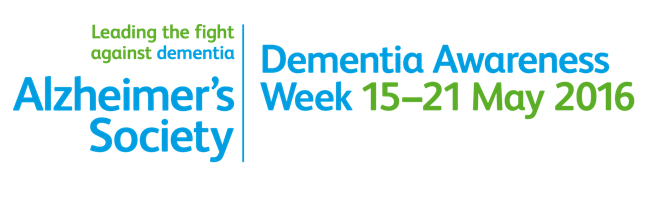 Leading the fight
against dementia
Alzheimer's
Society
Dementia Awareness
Week 15–21 May 2016